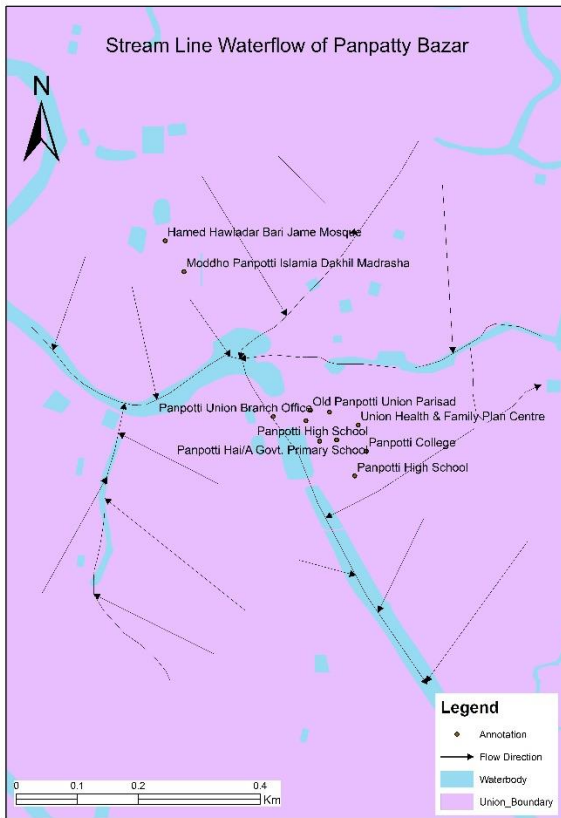 Stream Line Waterflow of Panpatty Bazar
N
Hamed Hawladar Bari Jame Mosque
Moddho Panpotti Islamia Dakhil Madrasha
Old Panpotti Union Parisad
Panpotti Union Branch Office
Union Health & Family Plan Centre
Panpotti High School
Panpotti College
Panpotti Hai/A Govt. Primary School
Panpotti High School
Legend
Annotation
Flow Direction
Waterbody
Union_Boundary
0 0.1 0.2 0.4
Km